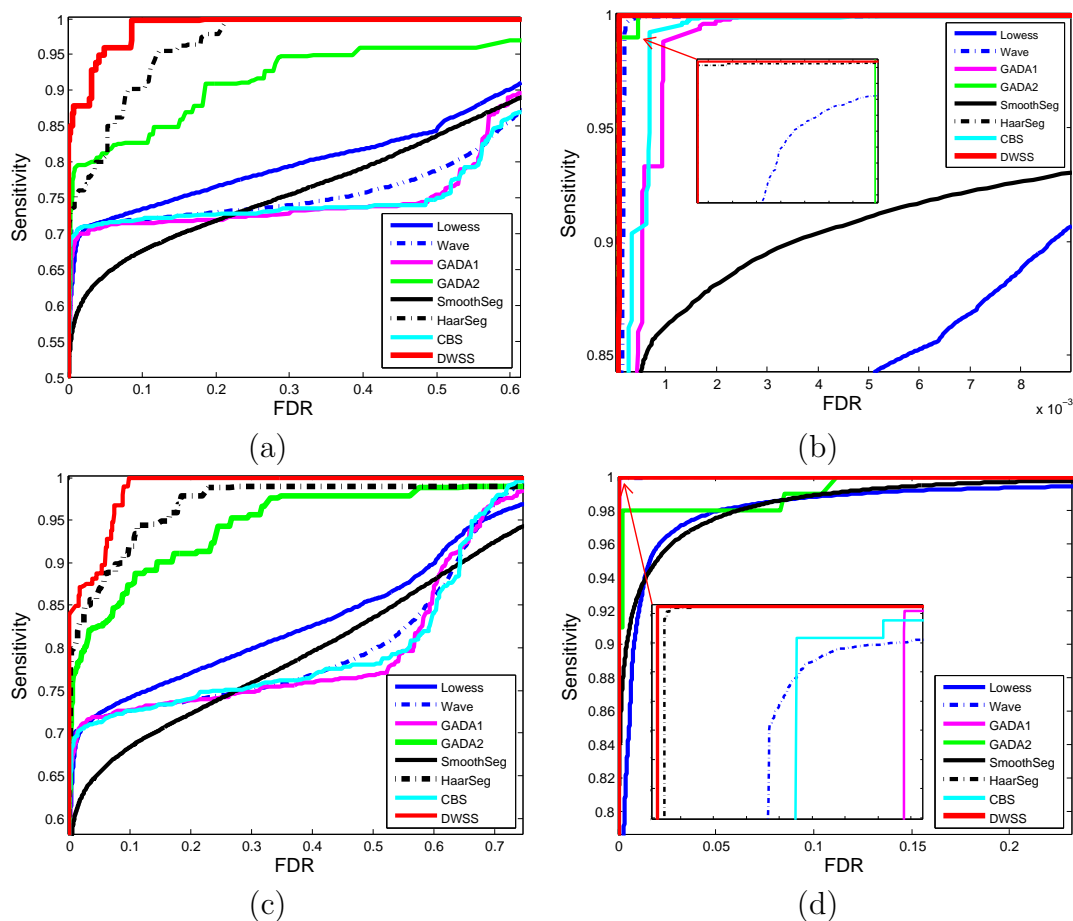 1
0.95
0.9
0.85
0.8
0.75
0.7
0.65
0.6
0.55
0.5
Sensitivity
0
0.1
0.2
0.3
0.4
0.5
0.6
FDR
Lowess
Wave
GADA1
GADA2
SmoothSeg
HaarSeg
CBS
DWSS
(a)
1
0.95
0.9
0.85
Sensitivity
1
2
3
4
5
6
7
8
x 10⁻³
FDR
Lowess
Wave
GADA1
GADA2
SmoothSeg
HaarSeg
CBS
DWSS
(b)
1
0.95
0.9
0.85
0.8
0.75
0.7
0.65
0.6
Sensitivity
0
0.1
0.2
0.3
0.4
0.5
0.6
0.7
FDR
Lowess
Wave
GADA1
GADA2
SmoothSeg
HaarSeg
CBS
DWSS
(c)
1
0.98
0.96
0.94
0.92
0.9
0.88
0.86
0.84
0.82
0.8
Sensitivity
0
0.05
0.1
0.15
0.2
FDR
Lowess
Wave
GADA1
GADA2
SmoothSeg
HaarSeg
CBS
DWSS
(d)